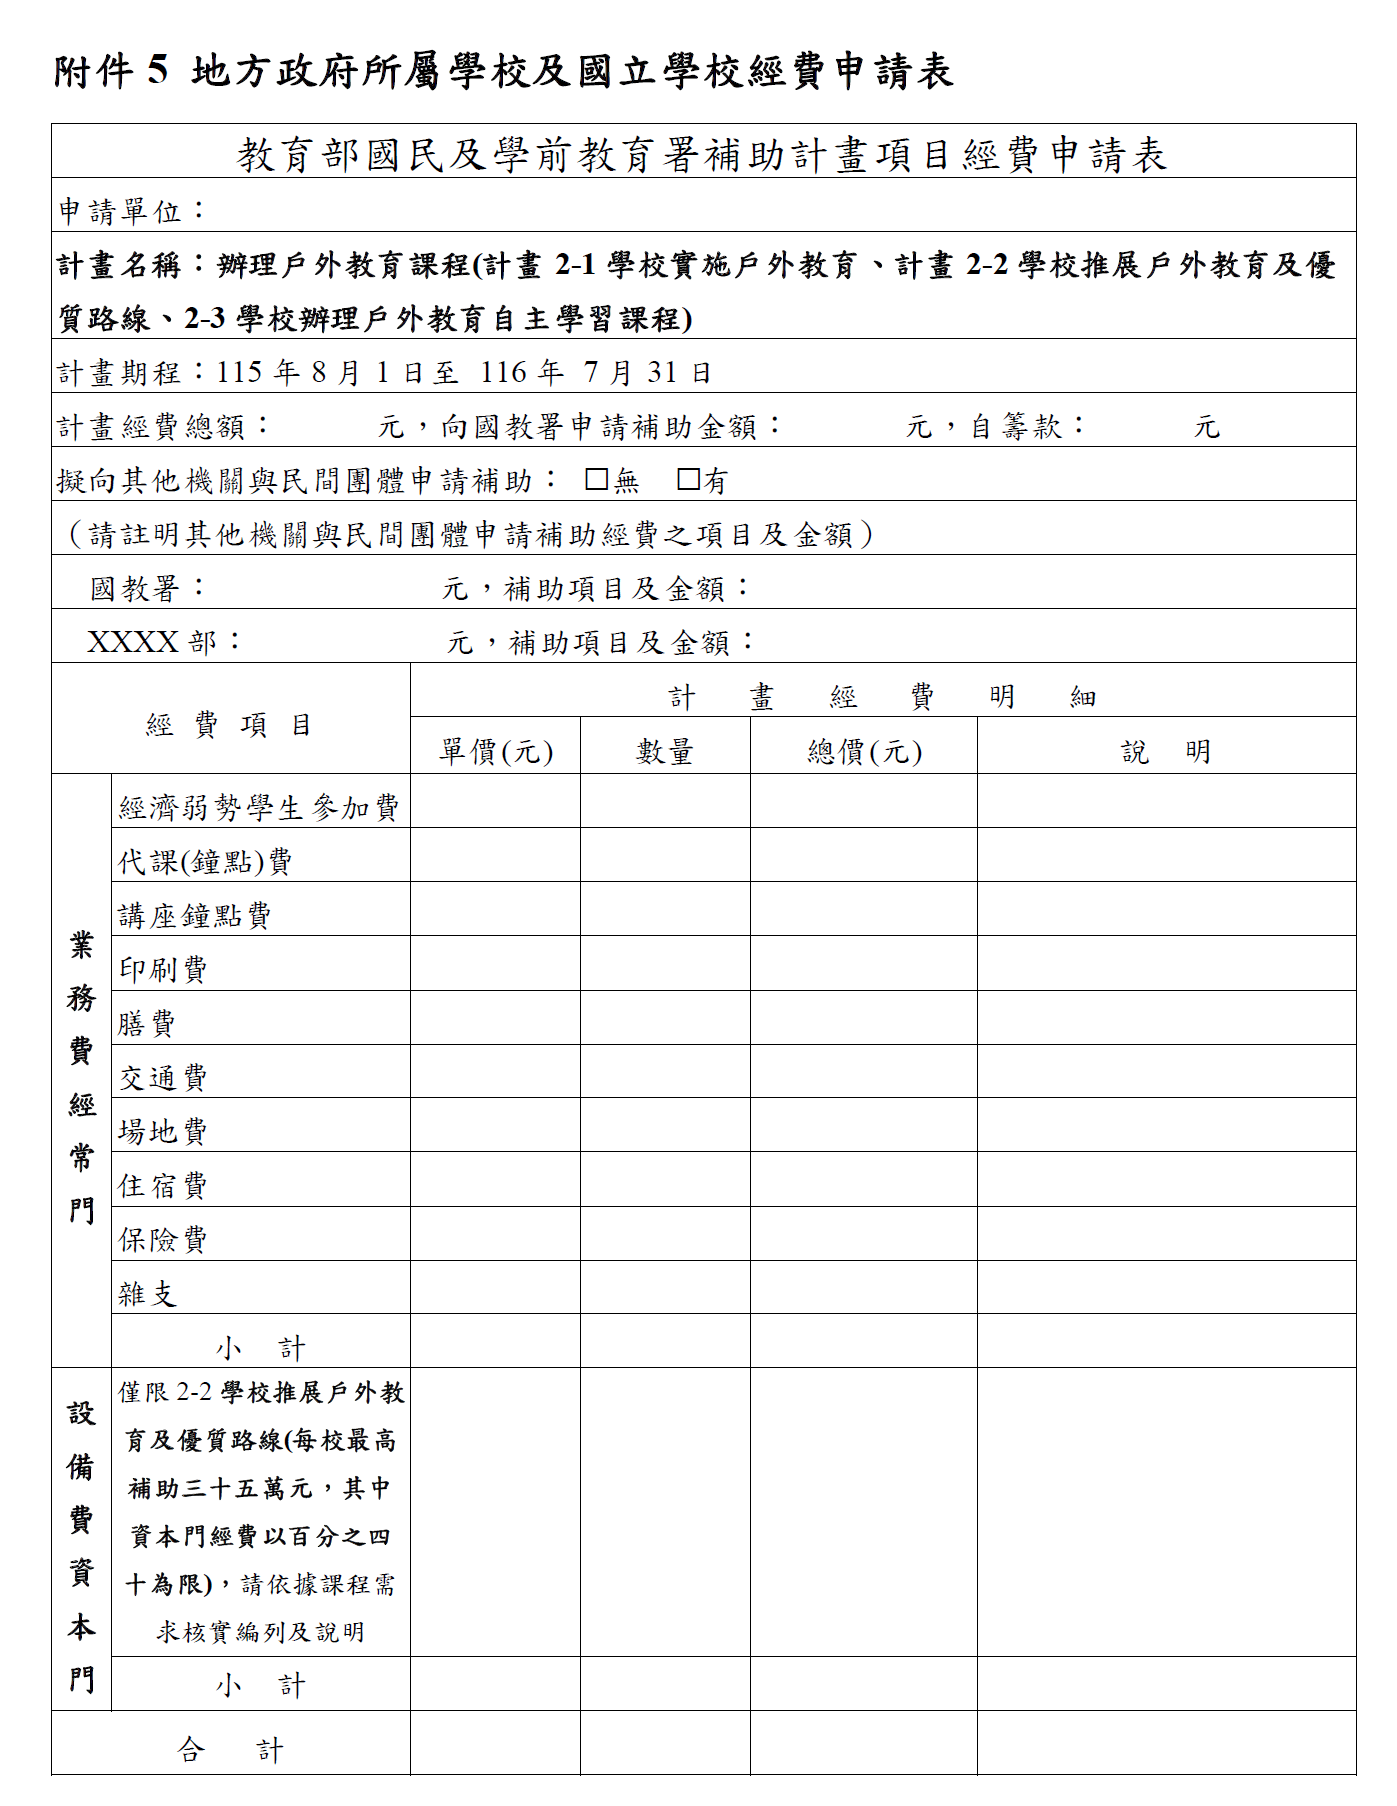 附件 5 地方政府所屬學校及國立學校經費申請表
教育部國民及學前教育署補助計畫項目經費申請表
申請單位：
計畫名稱：辦理戶外教育課程(計畫 2-1 學校實施戶外教育、計畫 2-2 學校推展戶外教育及優
質路線、2-3 學校辦理戶外教育自主學習課程)
計畫期程：115 年 8 月 1 日至 116 年 7 月 31 日
計畫經費總額： 元，向國教署申請補助金額： 元，自籌款： 元
擬向其他機關與民間團體申請補助： □無 □有
（請註明其他機關與民間團體申請補助經費之項目及金額）
國教署： 元，補助項目及金額：
XXXX 部： 元，補助項目及金額：
經費項目
計畫經費明細
單價(元) 數量 總價(元) 說明
業務費經常門
經濟弱勢學生參加費
代課(鐘點)費
講座鐘點費
印刷費
膳費
交通費
場地費
住宿費
保險費
雜支
小計
設備費資本門
僅限 2-2 學校推展戶外教
育及優質路線(每校最高
補助三十五萬元，其中
資本門經費以百分之四
十為限)，請依據課程需
求核實編列及說明
小計
合計